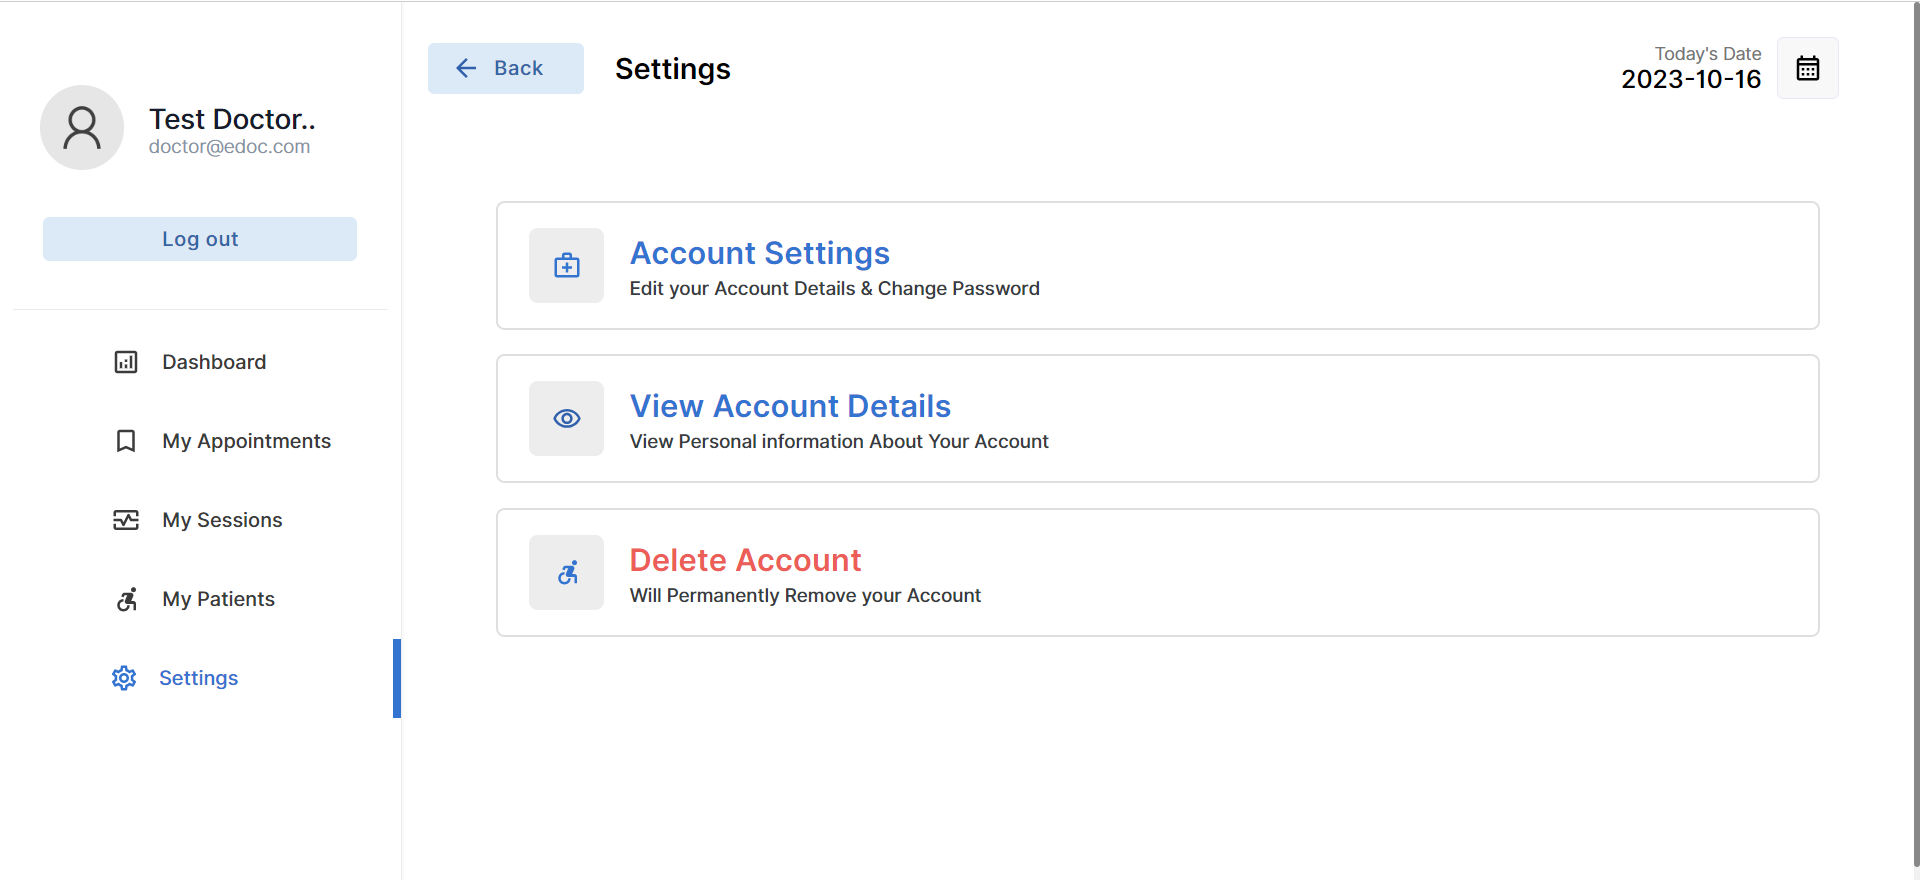 Test Doctor..
doctor@edoc.com
Log out
Dashboard
My Appointments
My Sessions
My Patients
Settings
Back
Settings
Today's Date
2023-10-16
Account Settings
Edit your Account Details & Change Password
View Account Details
View Personal information About Your Account
Delete Account
Will Permanently Remove your Account